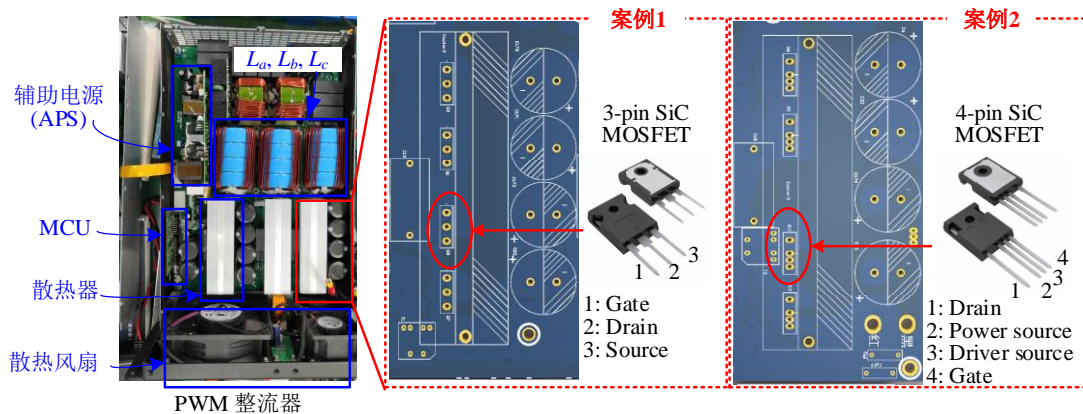 案例1
案例2
La, Lb, Lc
辅助电源
(APS)
MCU
散热器
散热风扇
PWM 整流器
3-pin SiC
MOSFET
1 2 3
1: Gate
2: Drain
3: Source
4-pin SiC
MOSFET
1 2 3 4
1: Drain
2: Power source
3: Driver source
4: Gate